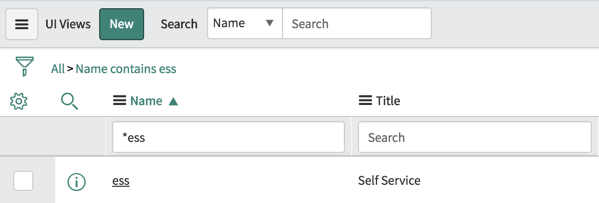 UI Views New Search Name Search
All > Name contains ess
Name Title
*ess Search
ess Self Service